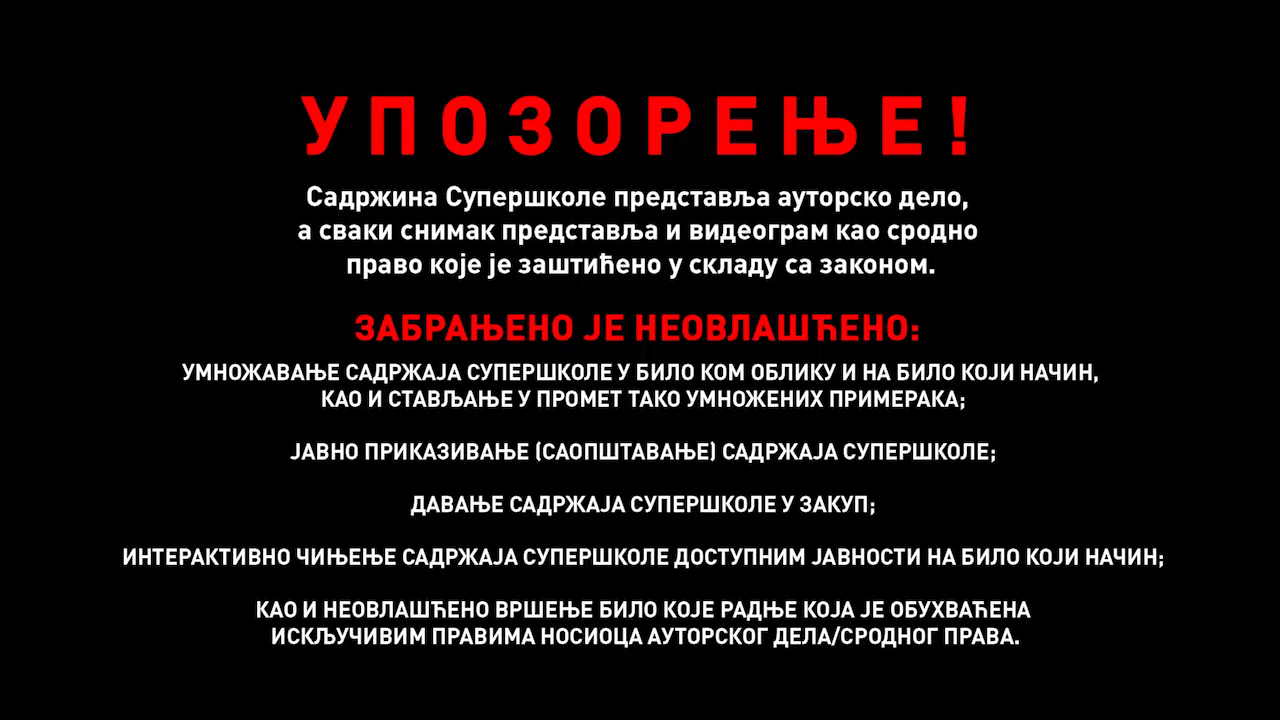 УПОЗОРЕЊЕ!
Садржина Супершколе представља ауторско дело,
а сваки снимак представља и видеограм као сродно
право које је заштићено у складу са законом.
ЗАБРАЊЕНО ЈЕ НЕОВЛАШЋЕНО:
УМНОЖАВАЊЕ САДРЖАЈА СУПЕРШКОЛЕ У БИЛО КОМ ОБЛИКУ И НА БИЛО КОЈИ НАЧИН,
КАО И СТАВЉАЊЕ У ПРОМЕТ ТАКО УМНОЖЕНИХ ПРИМЕРАКА;
ЈАВНО ПРИКАЗИВАЊЕ (САОПШТАВАЊЕ) САДРЖАЈА СУПЕРШКОЛЕ;
ДАВАЊЕ САДРЖАЈА СУПЕРШКОЛЕ У ЗАКУП;
ИНТЕРАКТИВНО ЧИЊЕЊЕ САДРЖАЈА СУПЕРШКОЛЕ ДОСТУПНИМ ЈАВНОСТИ НА БИЛО КОЈИ НАЧИН;
КАО И НЕОВЛАШЋЕНО ВРШЕЊЕ БИЛО КОЈЕ РАДЊЕ КОЈА ЈЕ ОБУХВАЋЕНА
ИСКЉУЧИВИМ ПРАВИМА НОСИОЦА АУТОРСКОГ ДЕЛА/СРОДНОГ ПРАВА.